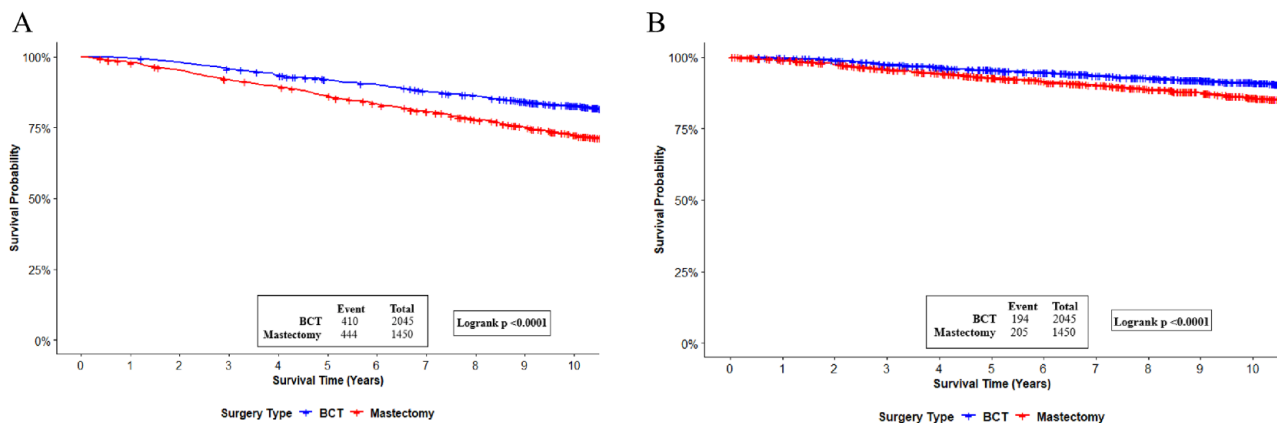 A
Survival Probability
100%
75%
50%
25%
0%
Event Total
BCT 410 2045
Mastectomy 444 1450
Logrank p <0.0001
0 1 2 3 4 5 6 7 8 9 10
Survival Time (Years)
Surgery Type BCT Mastectomy
B
Survival Probability
100%
75%
50%
25%
0%
Event Total
BCT 194 2045
Mastectomy 205 1450
Logrank p <0.0001
0 1 2 3 4 5 6 7 8 9 10
Survival Time (Years)
Surgery Type BCT Mastectomy